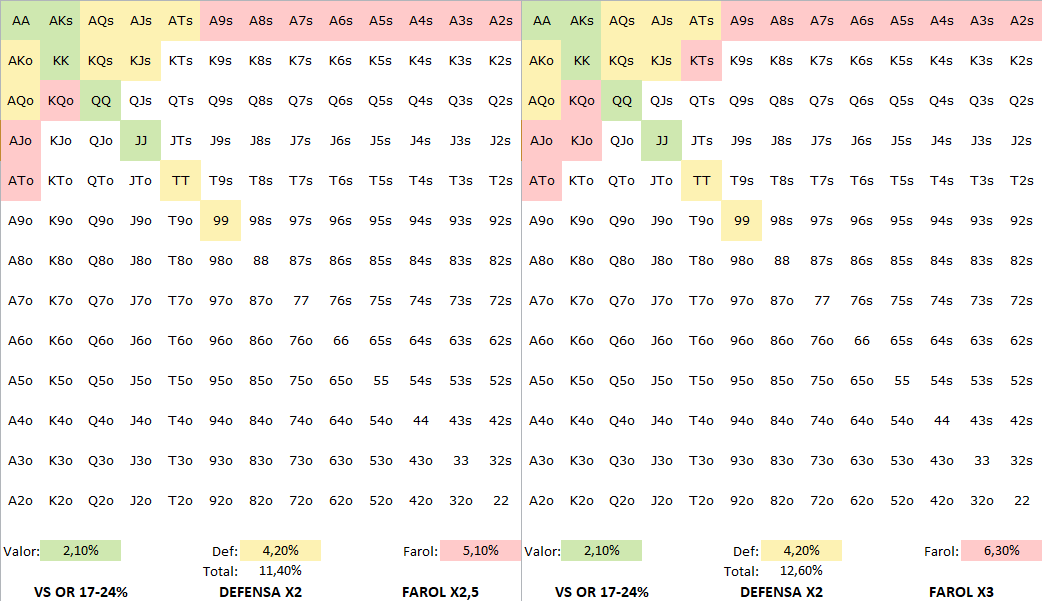 AA AKs AQs AJs ATs A9s A8s A7s A6s A5s A4s A3s A2s AA AKs AQs AJs ATs A9s A8s A7s A6s A5s A4s A3s A2s
AKo KK KQs KJs KTs K9s K8s K7s K6s K5s K4s K3s K2s AKo KK KQs KJs KTs K9s K8s K7s K6s K5s K4s K3s K2s
AQo KQo QQ QJs QTs Q9s Q8s Q7s Q6s Q5s Q4s Q3s Q2s AQo KQo QQ QJs QTs Q9s Q8s Q7s Q6s Q5s Q4s Q3s Q2s
AJo KJo QJo JJ JTs J9s J8s J7s J6s J5s J4s J3s J2s AJo KJo QJo JJ JTs J9s J8s J7s J6s J5s J4s J3s J2s
ATo KTo QTo JTo TT T9s T8s T7s T6s T5s T4s T3s T2s ATo KTo QTo JTo TT T9s T8s T7s T6s T5s T4s T3s T2s
A9o K9o Q9o J9o T9o 99 98s 97s 96s 95s 94s 93s 92s A9o K9o Q9o J9o T9o 99 98s 97s 96s 95s 94s 93s 92s
A8o K8o Q8o J8o T8o 98o 88 87s 86s 85s 84s 83s 82s A8o K8o Q8o J8o T8o 98o 88 87s 86s 85s 84s 83s 82s
A7o K7o Q7o J7o T7o 97o 87o 77 76s 75s 74s 73s 72s A7o K7o Q7o J7o T7o 97o 87o 77 76s 75s 74s 73s 72s
A6o K6o Q6o J6o T6o 96o 86o 76o 66 65s 64s 63s 62s A6o K6o Q6o J6o T6o 96o 86o 76o 66 65s 64s 63s 62s
A5o K5o Q5o J5o T5o 95o 85o 75o 65o 55 54s 53s 52s A5o K5o Q5o J5o T5o 95o 85o 75o 65o 55 54s 53s 52s
A4o K4o Q4o J4o T4o 94o 84o 74o 64o 54o 44 43s 42s A4o K4o Q4o J4o T4o 94o 84o 74o 64o 54o 44 43s 42s
A3o K3o Q3o J3o T3o 93o 83o 73o 63o 53o 43o 33 32s A3o K3o Q3o J3o T3o 93o 83o 73o 63o 53o 43o 33 32s
A2o K2o Q2o J2o T2o 92o 82o 72o 62o 52o 42o 32o 22 A2o K2o Q2o J2o T2o 92o 82o 72o 62o 52o 42o 32o 22
Valor: 2,10% Def: 4,20% Farol: 5,10% Valor: 2,10% Def: 4,20% Farol: 6,30%
Total: 11,40% Total: 12,60%
VS OR 17-24% DEFENSA X2 FAROL X2,5 VS OR 17-24% DEFENSA X2 FAROL X3